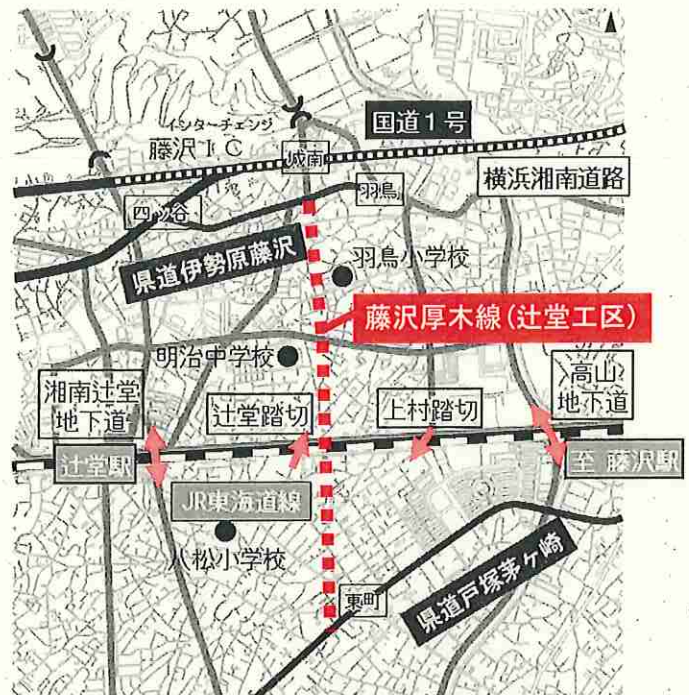 国道1号
インターチェンジ
藤沢IC
城南
羽鳥
横浜湘南道路
四ッ谷
県道伊勢原藤沢
羽鳥小学校
藤沢厚木線(辻堂工区)
明治中学校
湘南辻堂
地下道
辻堂踏切
上村踏切
高山
地下道
辻堂駅
至 藤沢駅
JR東海道線
八松小学校
東町
県道戸塚茅ヶ崎